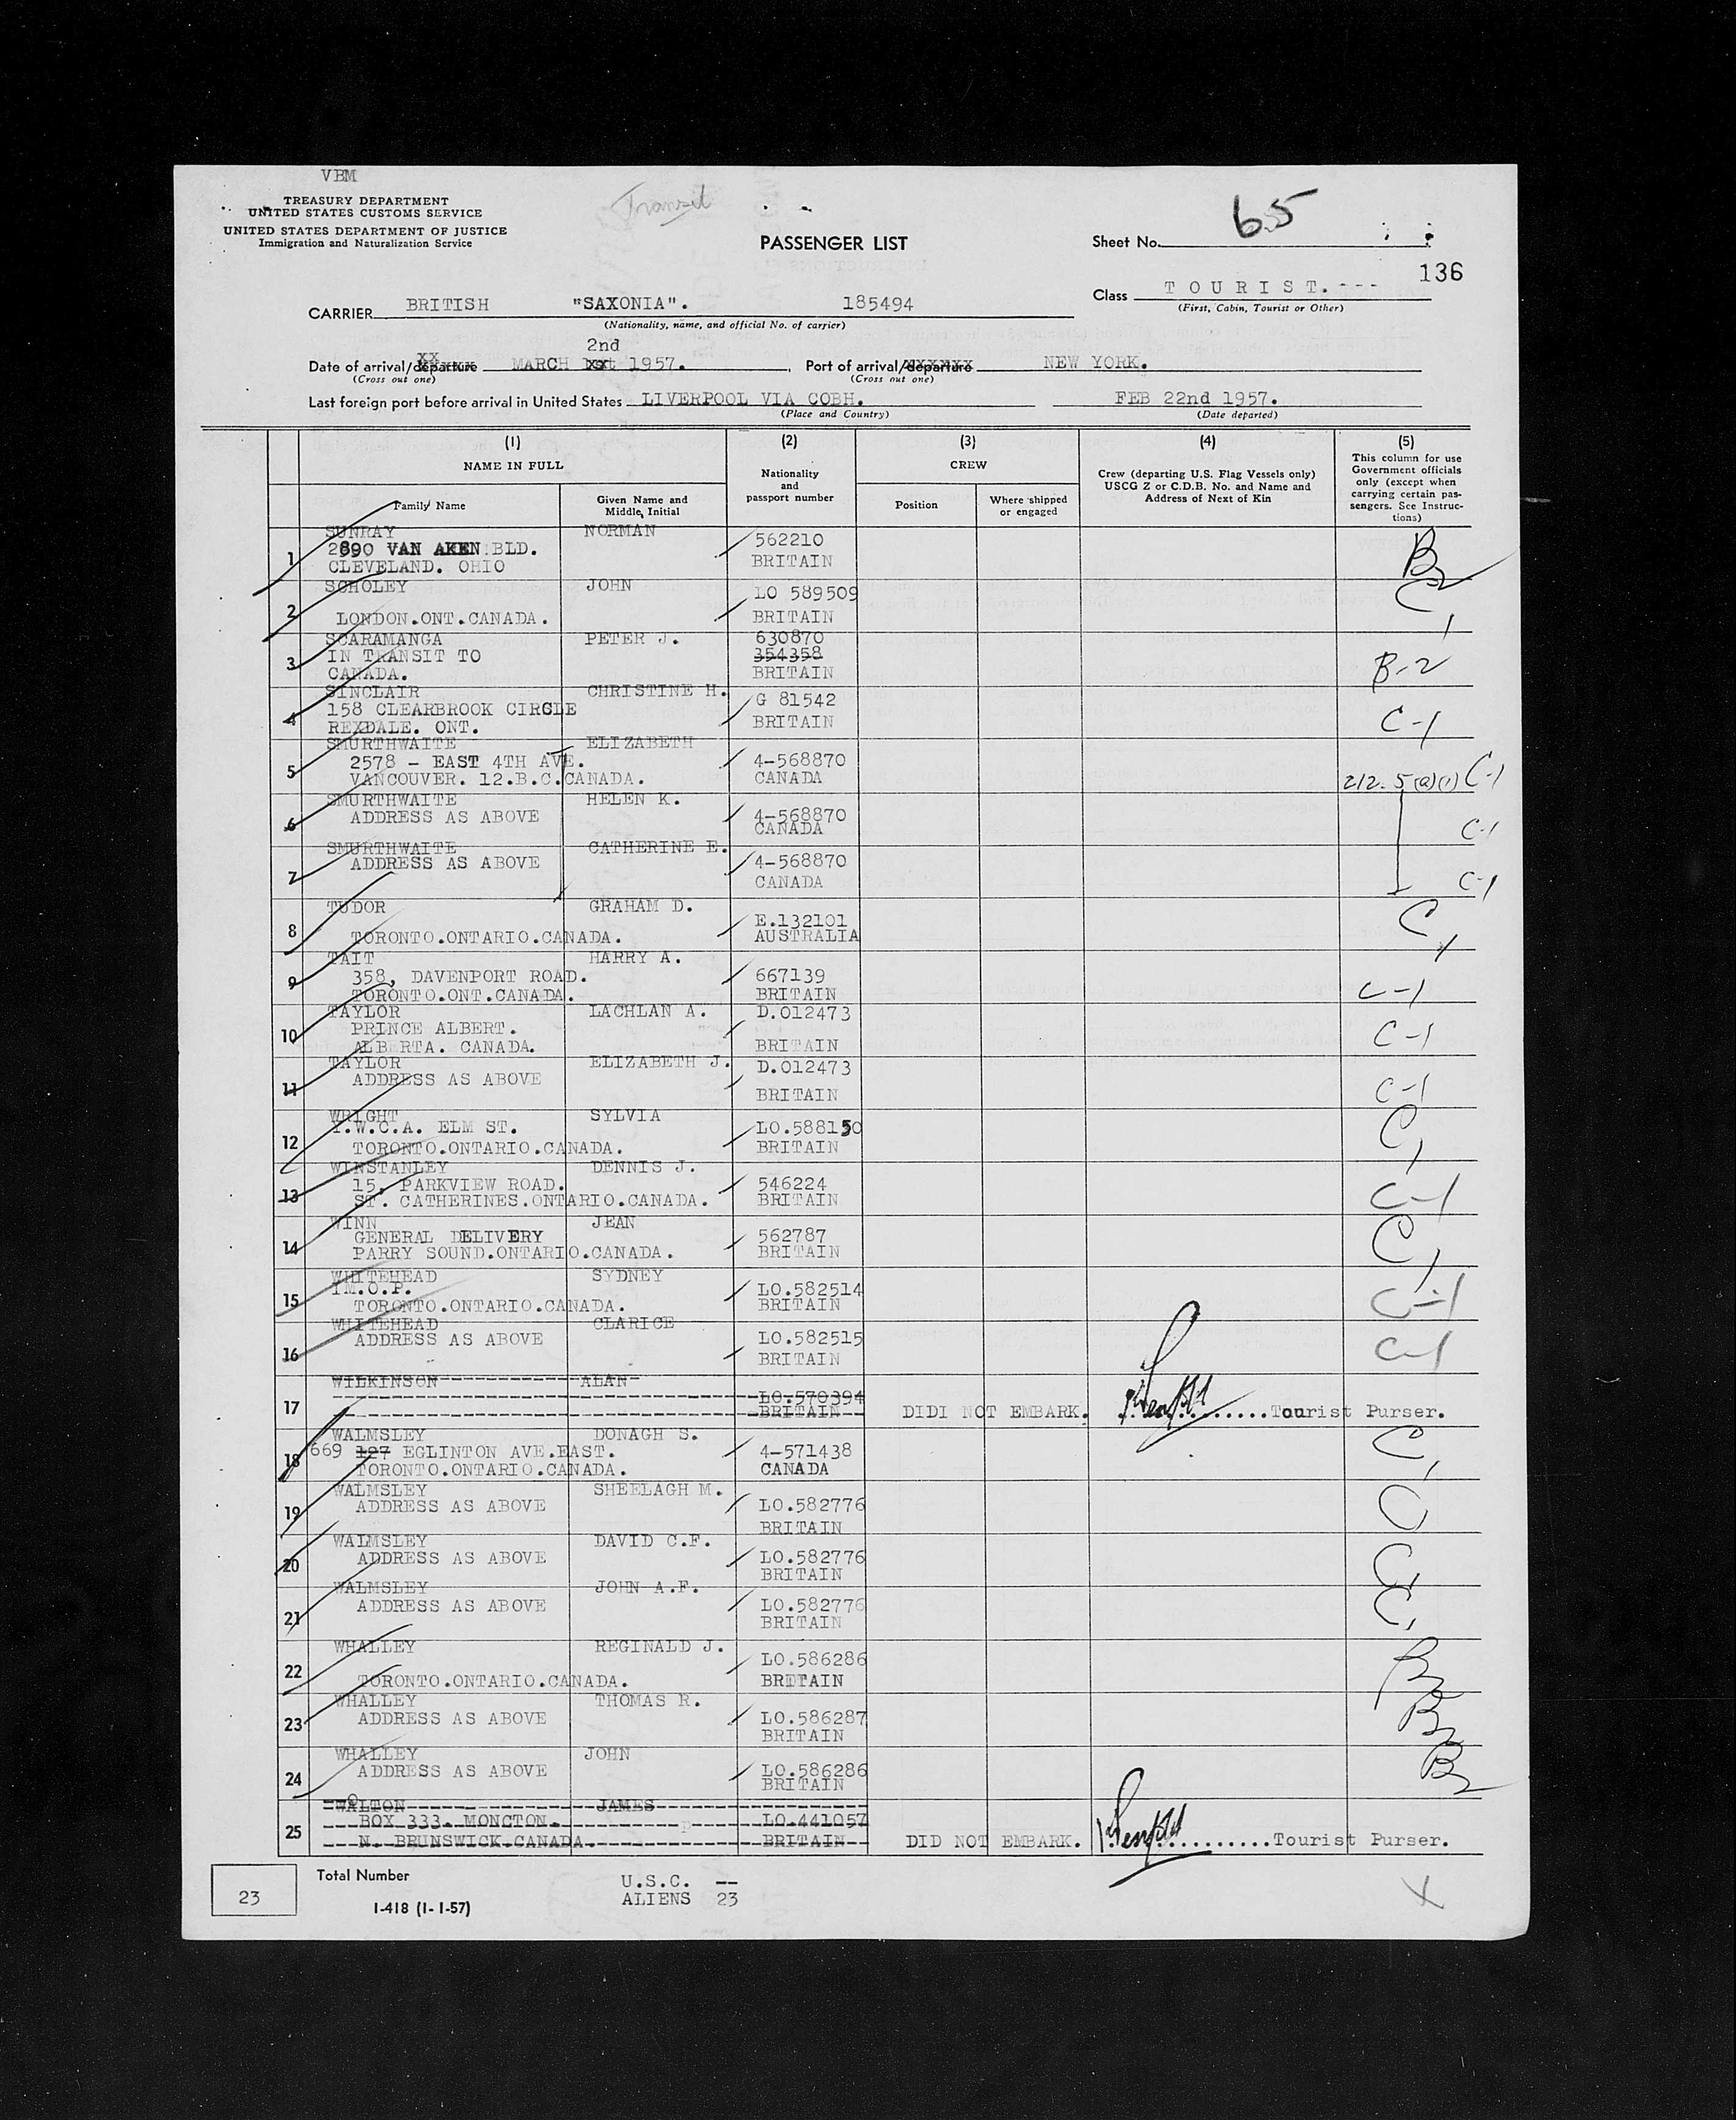 VBM
TREASURY DEPARTMENT
UNITED STATES CUSTOMS SERVICE
UNITED STATES DEPARTMENT OF JUSTICE
Immigration and Naturalization Service
Transit
PASSENGER LIST
65
Sheet No.
136
Class TOURIST.---
(First, Cabin, Tourist or Other)
CARRIER BRITISH "SAXONIA". 185494
(Nationality, name, and official No. of carrier)
2nd
Date of arrival/departure MARCH 1st 1957. Port of arrival/departure NEW YORK.
(Cross out one) (Cross out one)
Last foreign port before arrival in United States LIVERPOOL VIA COBH. FEB 22nd 1957.
(Place and Country) (Date departed)
(1) (2) (3) (4) (5)
NAME IN FULL
Family Name
Given Name and Middle Initial
Nationality and passport number
CREW
Position
Where shipped or engaged
Crew (departing U.S. Flag Vessels only) USCG Z or C.D.B. No. and Name and Address of Next of Kin
This column for use Government officials only (except when carrying certain passengers. See Instructions)
1 SUNRAY NORMAN 562210 B2
2890 VAN AKEN BLD.
CLEVELAND. OHIO BRITAIN
2 SCHOLEY JOHN LO 589509 C1
LONDON.ONT.CANADA. BRITAIN
3 SCARAMANGA PETER J. 630870
IN TRANSIT TO 354358 B-2
CANADA. BRITAIN
4 SINCLAIR CHRISTINE H. G 81542
158 CLEARBROOK CIRCLE C-1
REXDALE. ONT. BRITAIN
5 SMURTHWAITE ELIZABETH
2578 - EAST 4TH AVE. 4-568870
VANCOUVER. 12.B.C.CANADA. CANADA 212.5(a)(1) C-1
6 SMURTHWAITE HELEN K.
ADDRESS AS ABOVE 4-568870
CANADA C-1
7 SMURTHWAITE CATHERINE E.
ADDRESS AS ABOVE 4-568870
CANADA C-1
8 TUDOR GRAHAM D. E.132101 C1
TORONTO.ONTARIO.CANADA. AUSTRALIA
9 TAIT HARRY A.
358, DAVENPORT ROAD. 667139
TORONTO.ONT.CANADA. BRITAIN C-1
10 TAYLOR LACHLAN A. D.012473
PRINCE ALBERT. C-1
ALB RTA. CANADA. BRITAIN
11 TAYLOR ELIZABETH J. D.012473
ADDRESS AS ABOVE
BRITAIN C-1
12 WRIGHT SYLVIA
Y.W.C.A. ELM ST. LO.588150 C1
TORONTO.ONTARIO.CANADA. BRITAIN
13 WINSTANLEY DENNIS J.
15, PARKVIEW ROAD. 546224
ST. CATHERINES.ONTARIO.CANADA. BRITAIN C-1
14 WINN JEAN
GENERAL DELIVERY 562787 C1
PARRY SOUND.ONTARIO.CANADA. BRITAIN
15 WHITEHEAD SYDNEY
I.O.P. LO.582514
TORONTO.ONTARIO.CANADA. BRITAIN C-1
16 WHITEHEAD CLARICE
ADDRESS AS ABOVE LO.582515 C-1
BRITAIN
17 WILKINSON ALAN
LO.570394
BRITAIN DIDI NOT EMBARK. ..........Tourist Purser.
18 WALMSLEY DONAGH S. C1
669 197 EGLINTON AVE.EAST. 4-571438
TORONTO.ONTARIO.CANADA. CANADA
19 WALMSLEY SHEELAGH M.
ADDRESS AS ABOVE LO.582776 C1
BRITAIN
20 WALMSLEY DAVID C.F.
ADDRESS AS ABOVE LO.582776 C1
BRITAIN
21 WALMSLEY JOHN A.F.
ADDRESS AS ABOVE LO.582776 C1
BRITAIN
22 WHALLEY REGINALD J. LO.586286 B2
TORONTO.ONTARIO.CANADA. BRITAIN
23 WHALLEY THOMAS R.
ADDRESS AS ABOVE LO.586287 B2
BRITAIN
24 WHALLEY JOHN
ADDRESS AS ABOVE LO.586286 B2
BRITAIN
25 WALTON JAMES
BOX 333. MONCTON. LO.441057
N. BRUNSWICK.CANADA. BRITAIN DID NOT EMBARK. ..........Tourist Purser.
23
Total Number
I-418 (1-1-57)
U.S.C. --
ALIENS 23
X